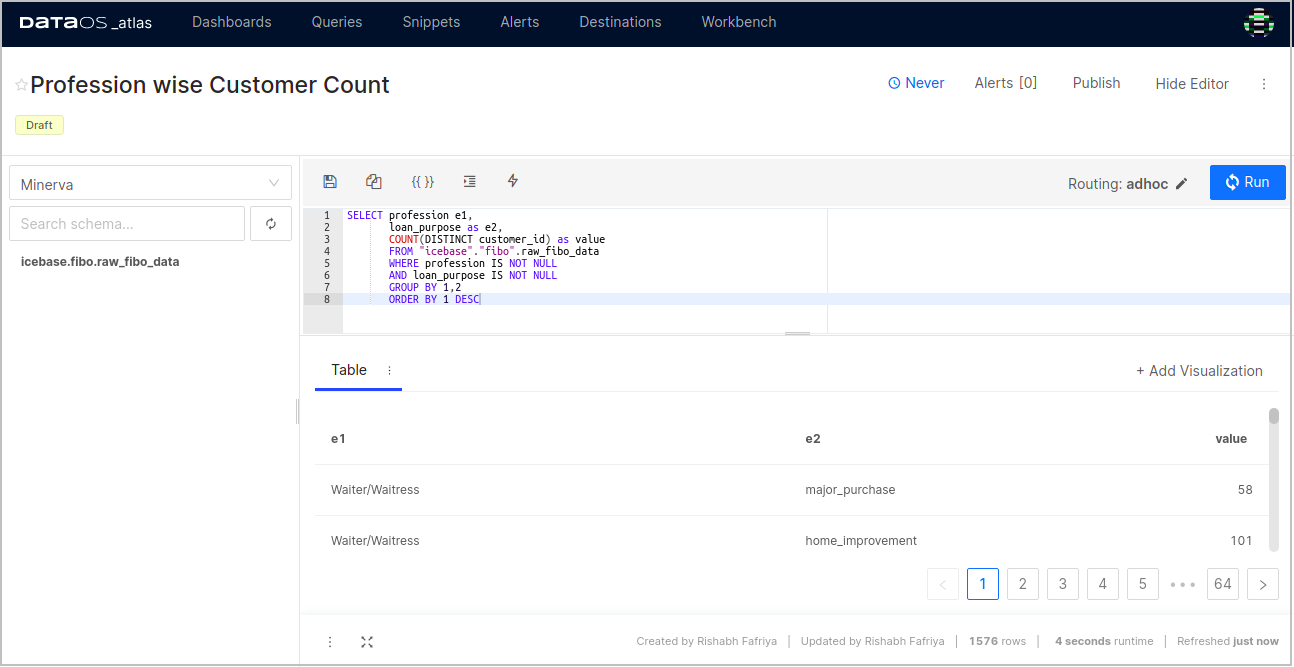 DATAOS _atlas Dashboards Queries Snippets Alerts Destinations Workbench
Profession wise Customer Count
Never Alerts [0] Publish Hide Editor
Draft
Minerva
Search schema...
icebase.fibo.raw_fibo_data
{{ }} Routing: adhoc Run
1 SELECT profession e1,
2 loan_purpose as e2,
3 COUNT(DISTINCT customer_id) as value
4 FROM "icebase"."fibo".raw_fibo_data
5 WHERE profession IS NOT NULL
6 AND loan_purpose IS NOT NULL
7 GROUP BY 1,2
8 ORDER BY 1 DESC
Table + Add Visualization
e1 e2 value
Waiter/Waitress major_purchase 58
Waiter/Waitress home_improvement 101
< 1 2 3 4 5 ••• 64 >
Created by Rishabh Fafriya | Updated by Rishabh Fafriya | 1576 rows | 4 seconds runtime | Refreshed just now